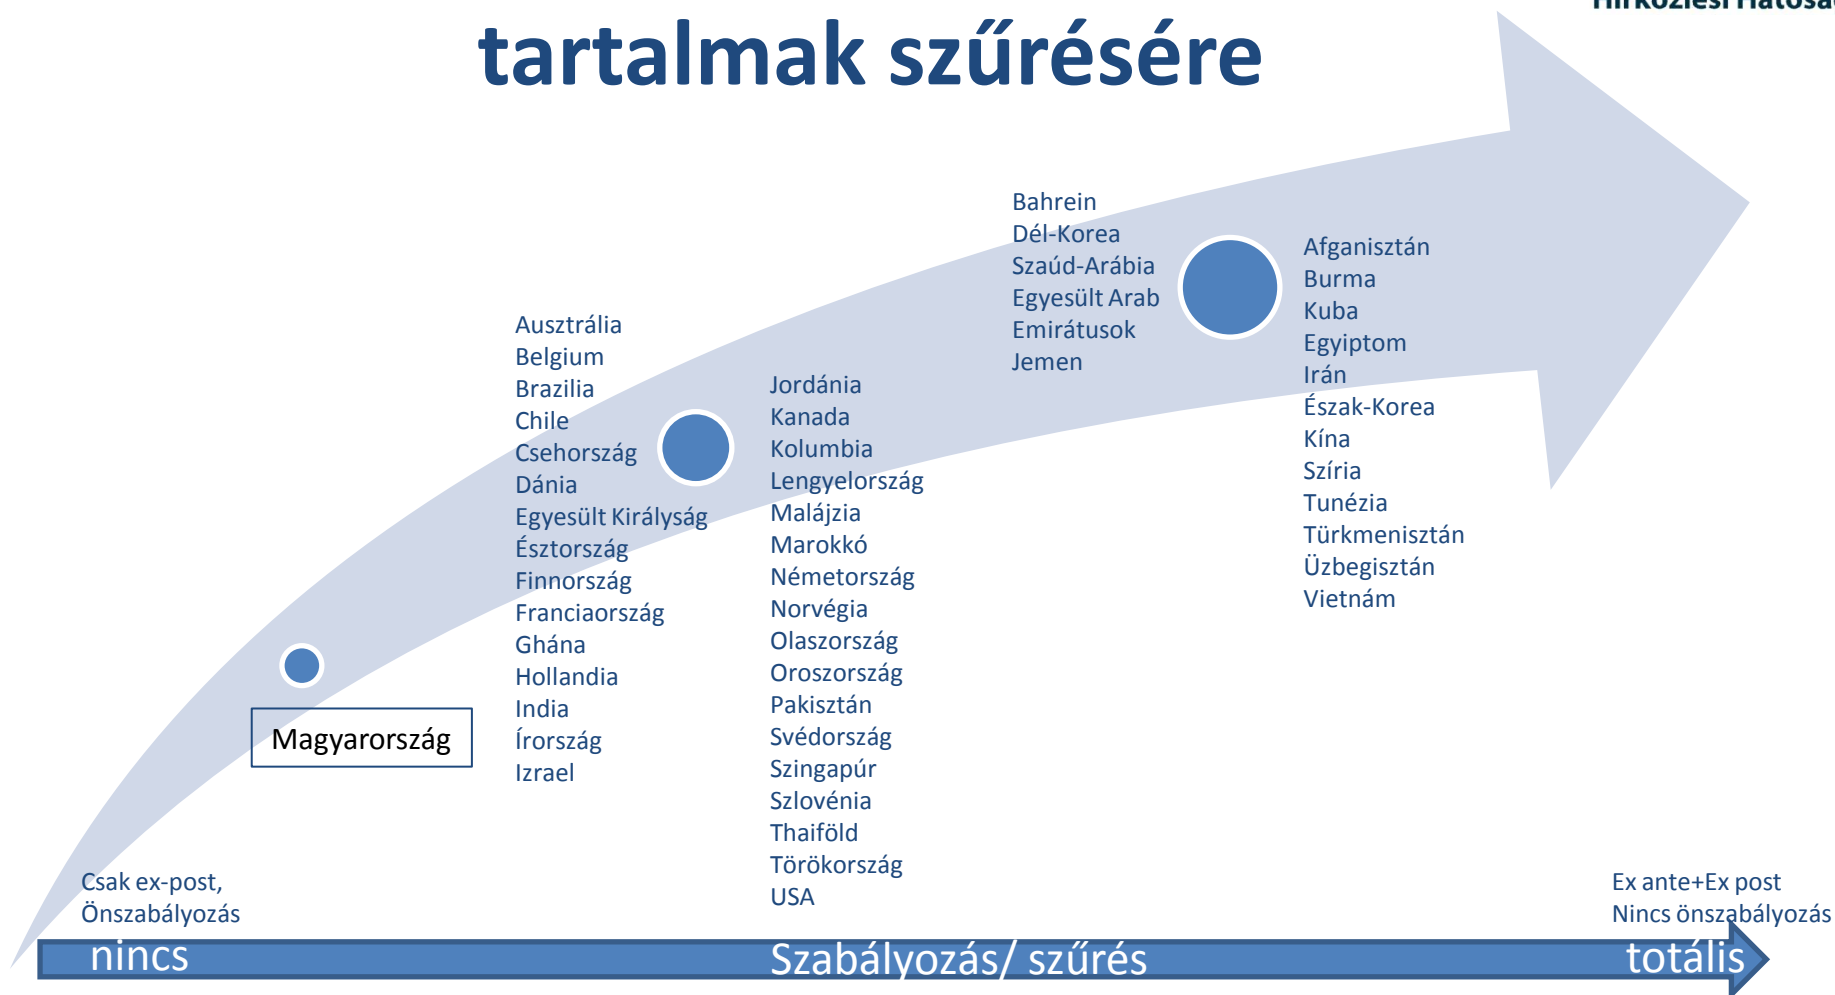 tartalmak szűrésére
Bahrein
Dél-Korea
Szaúd-Arábia
Egyesült Arab
Emirátusok
Jemen
Afganisztán
Burma
Kuba
Egyiptom
Irán
Észak-Korea
Kína
Szíria
Tunézia
Türkmenisztán
Üzbegisztán
Vietnám
Ausztrália
Belgium
Brazilia
Chile
Csehország
Dánia
Egyesült Királyság
Észtország
Finnország
Franciaország
Ghána
Hollandia
India
Írország
Izrael
Jordánia
Kanada
Kolumbia
Lengyelország
Malájzia
Marokkó
Németország
Norvégia
Olaszország
Oroszország
Pakisztán
Svédország
Szingapúr
Szlovénia
Thaiföld
Törökország
USA
Magyarország
Csak ex-post,
Önszabályozás
Ex ante+Ex post
Nincs önszabályozás
nincs
Szabályozás/ szűrés
totális